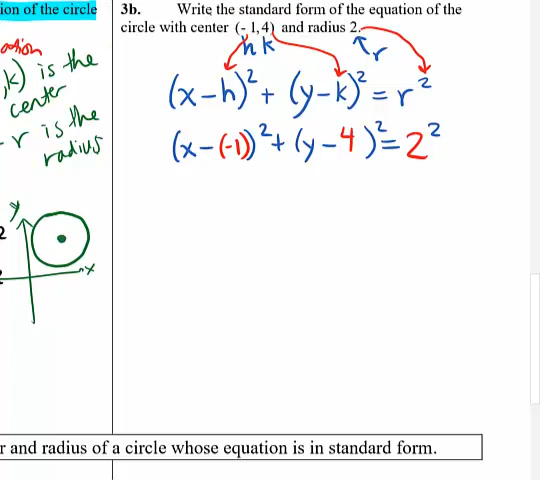 ion of the circle
ation
,k) is the
center
- r is the
radius
y
2
x
3b. Write the standard form of the equation of the
circle with center (- 1,4) and radius 2.
h k r
(x-h)² + (y-k)² = r²
(x-(-1))² + (y-4)² = 2²
r and radius of a circle whose equation is in standard form.